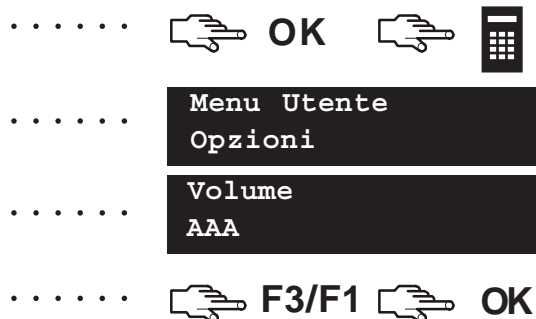 . . . . . . OK
. . . . . . Menu Utente
Opzioni
. . . . . . Volume
AAA
. . . . . . F3/F1 OK